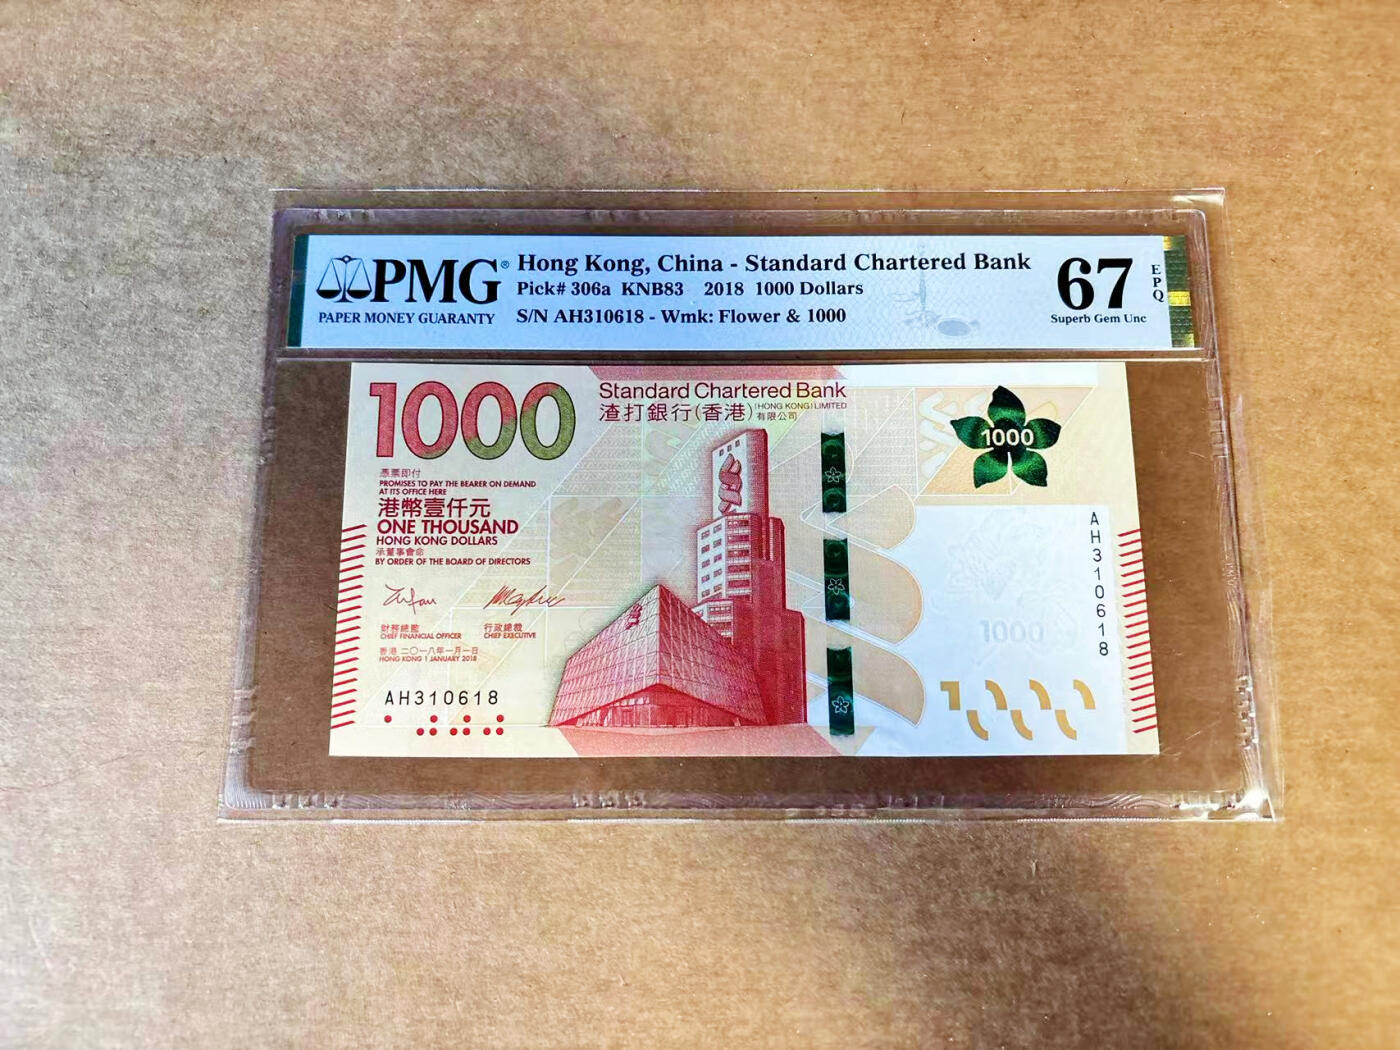 PMG®
PAPER MONEY GUARANTY
Hong Kong, China - Standard Chartered Bank
Pick# 306a KNB83 2018 1000 Dollars
S/N AH310618 - Wmk: Flower & 1000
67
EPQ
Superb Gem Unc
1000
Standard Chartered Bank
渣打銀行(香港)
(HONG KONG) LIMITED
有限公司
1000
憑票即付
PROMISES TO PAY THE BEARER ON DEMAND
AT ITS OFFICE HERE
港幣壹仟元
ONE THOUSAND
HONG KONG DOLLARS
承董事會命
BY ORDER OF THE BOARD OF DIRECTORS
財務總監
CHIEF FINANCIAL OFFICER
行政總裁
CHIEF EXECUTIVE
香港二〇一八年一月一日
HONG KONG 1 JANUARY 2018
AH310618
AH310618
1000
1000